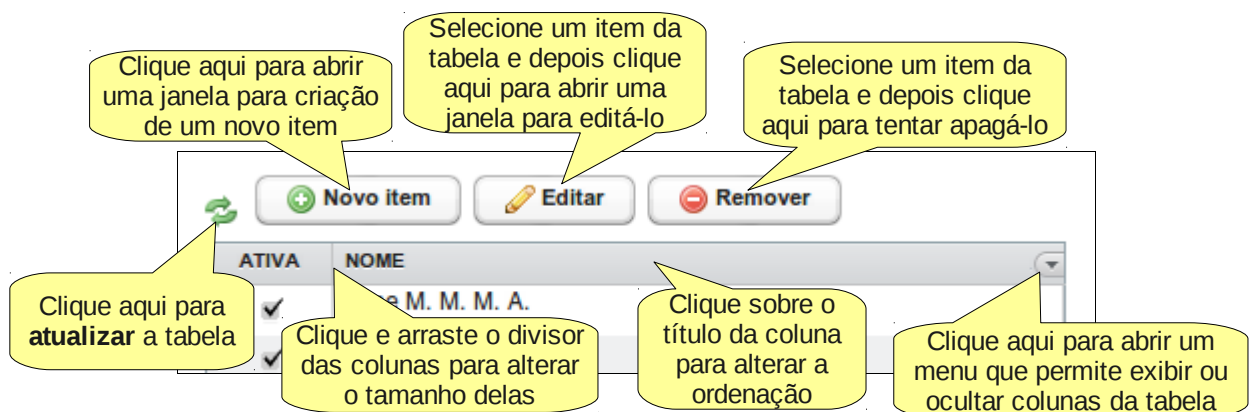 Clique aqui para abrir
uma janela para criação
de um novo item
Selecione um item da
tabela e depois clique
aqui para abrir uma
janela para editá-lo
Selecione um item da
tabela e depois clique
aqui para tentar apagá-lo
Novo item
Editar
Remover
ATIVA
NOME
M. M. M. A.
Clique aqui para
atualizar a tabela
Clique e arraste o divisor
das colunas para alterar
o tamanho delas
Clique sobre o
título da coluna
para alterar a
ordenação
Clique aqui para abrir um
menu que permite exibir ou
ocultar colunas da tabela